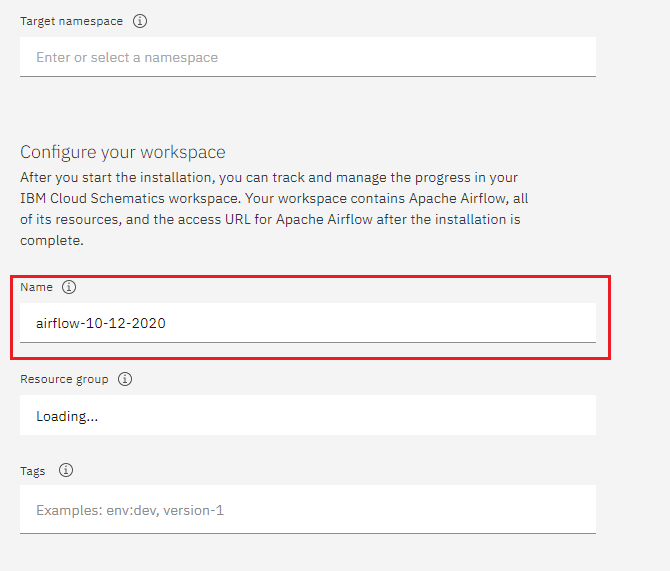 Target namespace
Enter or select a namespace
Configure your workspace
After you start the installation, you can track and manage the progress in your
IBM Cloud Schematics workspace. Your workspace contains Apache Airflow, all
of its resources, and the access URL for Apache Airflow after the installation is
complete.
Name
airflow-10-12-2020
Resource group
Loading...
Tags
Examples: env:dev, version-1